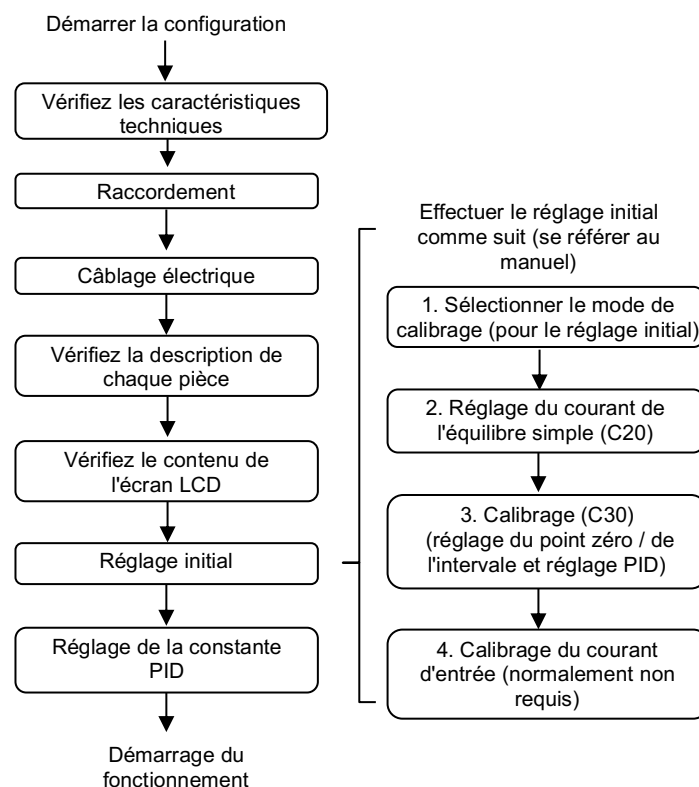 Démarrer la configuration
Vérifiez les caractéristiques
techniques
Raccordement
Câblage électrique
Vérifiez la description de
chaque pièce
Vérifiez le contenu de
l'écran LCD
Réglage initial
Réglage de la constante
PID
Démarrage du
fonctionnement
Effectuer le réglage initial
comme suit (se référer au
manuel)
1. Sélectionner le mode de
calibrage (pour le réglage initial)
2. Réglage du courant de
l'équilibre simple (C20)
3. Calibrage (C30)
(réglage du point zéro / de
l'intervale et réglage PID)
4. Calibrage du courant
d'entrée (normalement non
requis)